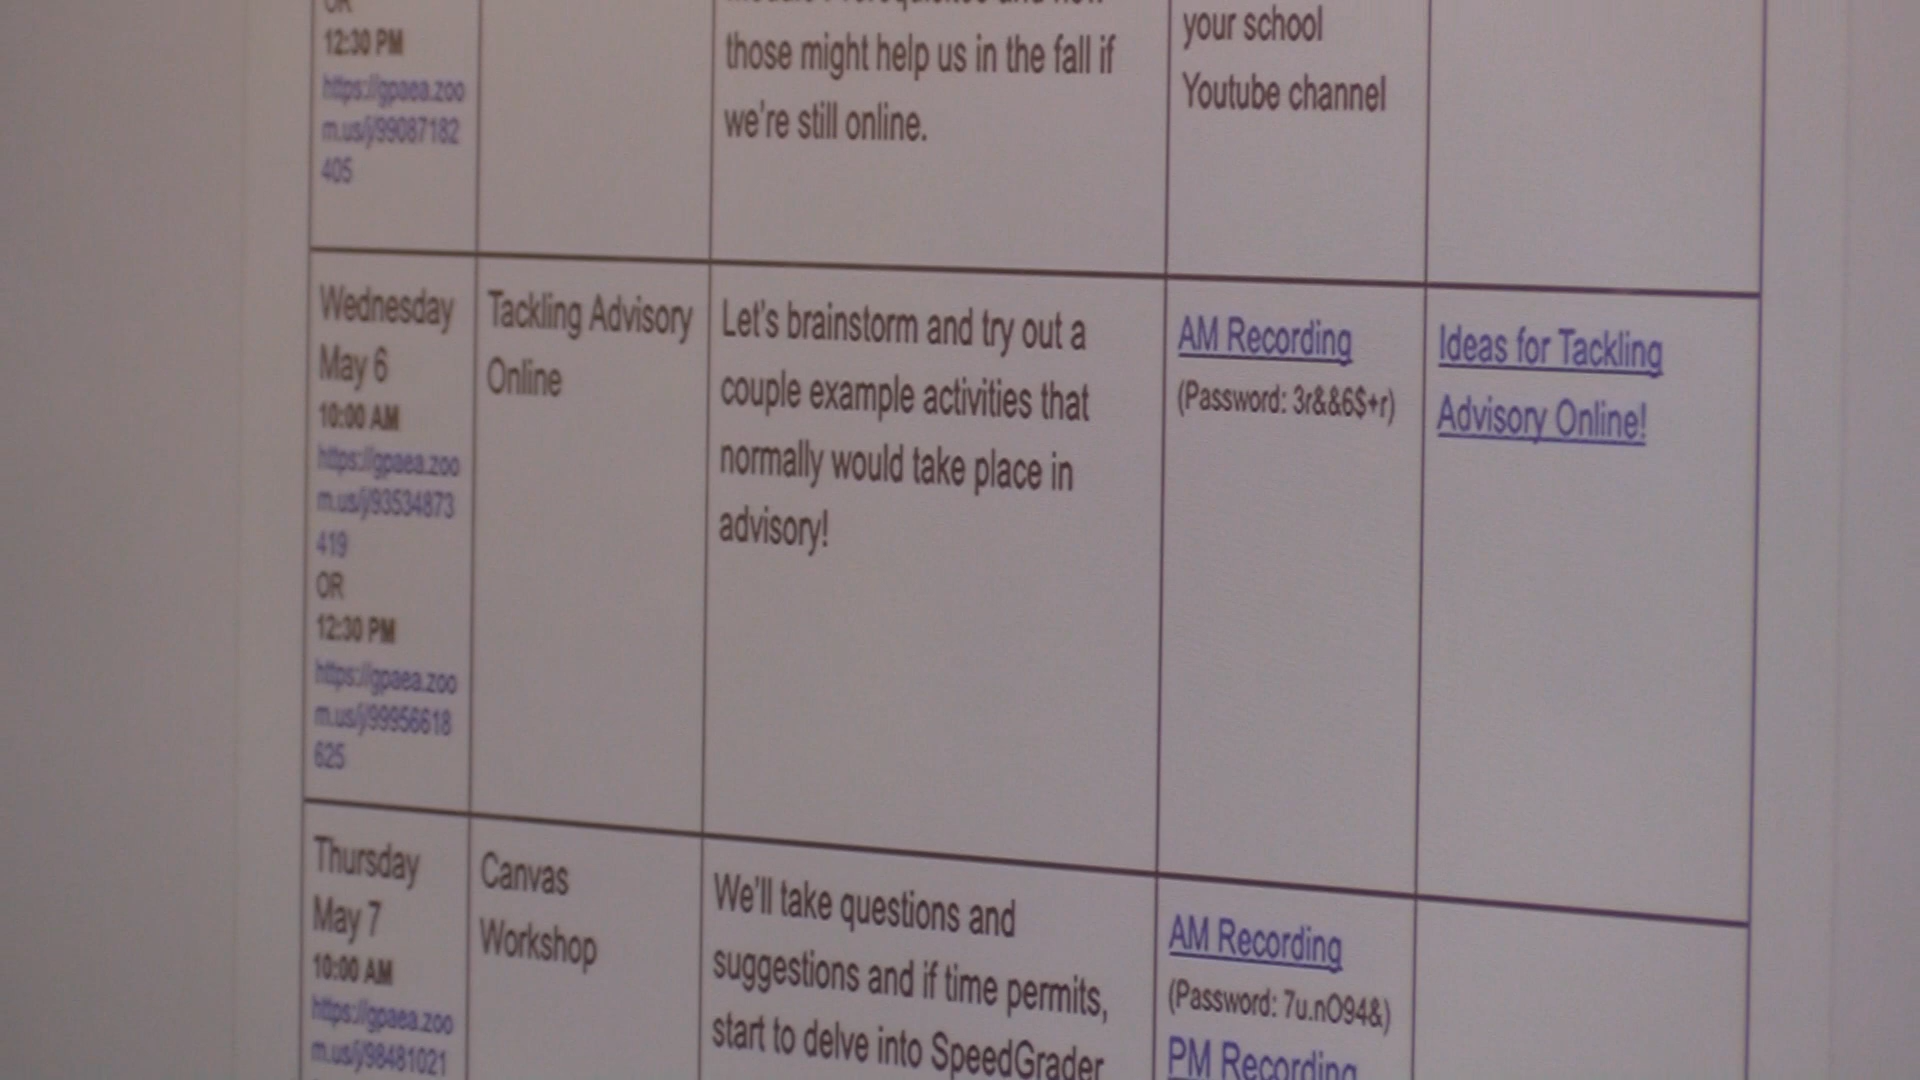 OR
12:30 PM
https://gpaea.zoo
m.us/j/99087182
405
those might help us in the fall if
we're still online.
your school
Youtube channel
Wednesday
May 6
10:00 AM
https://gpaea.zoo
m.us/j/93534873
419
OR
12:30 PM
https://gpaea.zoo
m.us/j/99956618
625
Tackling Advisory
Online
Let's brainstorm and try out a
couple example activities that
normally would take place in
advisory!
AM Recording
(Password: 3r&&6$+r)
Ideas for Tackling
Advisory Online!
Thursday
May 7
10:00 AM
https://gpaea.zoo
m.us/j/98481021
Canvas
Workshop
We'll take questions and
suggestions and if time permits,
start to delve into SpeedGrader
AM Recording
(Password: 7u.nO94&)
PM Recording